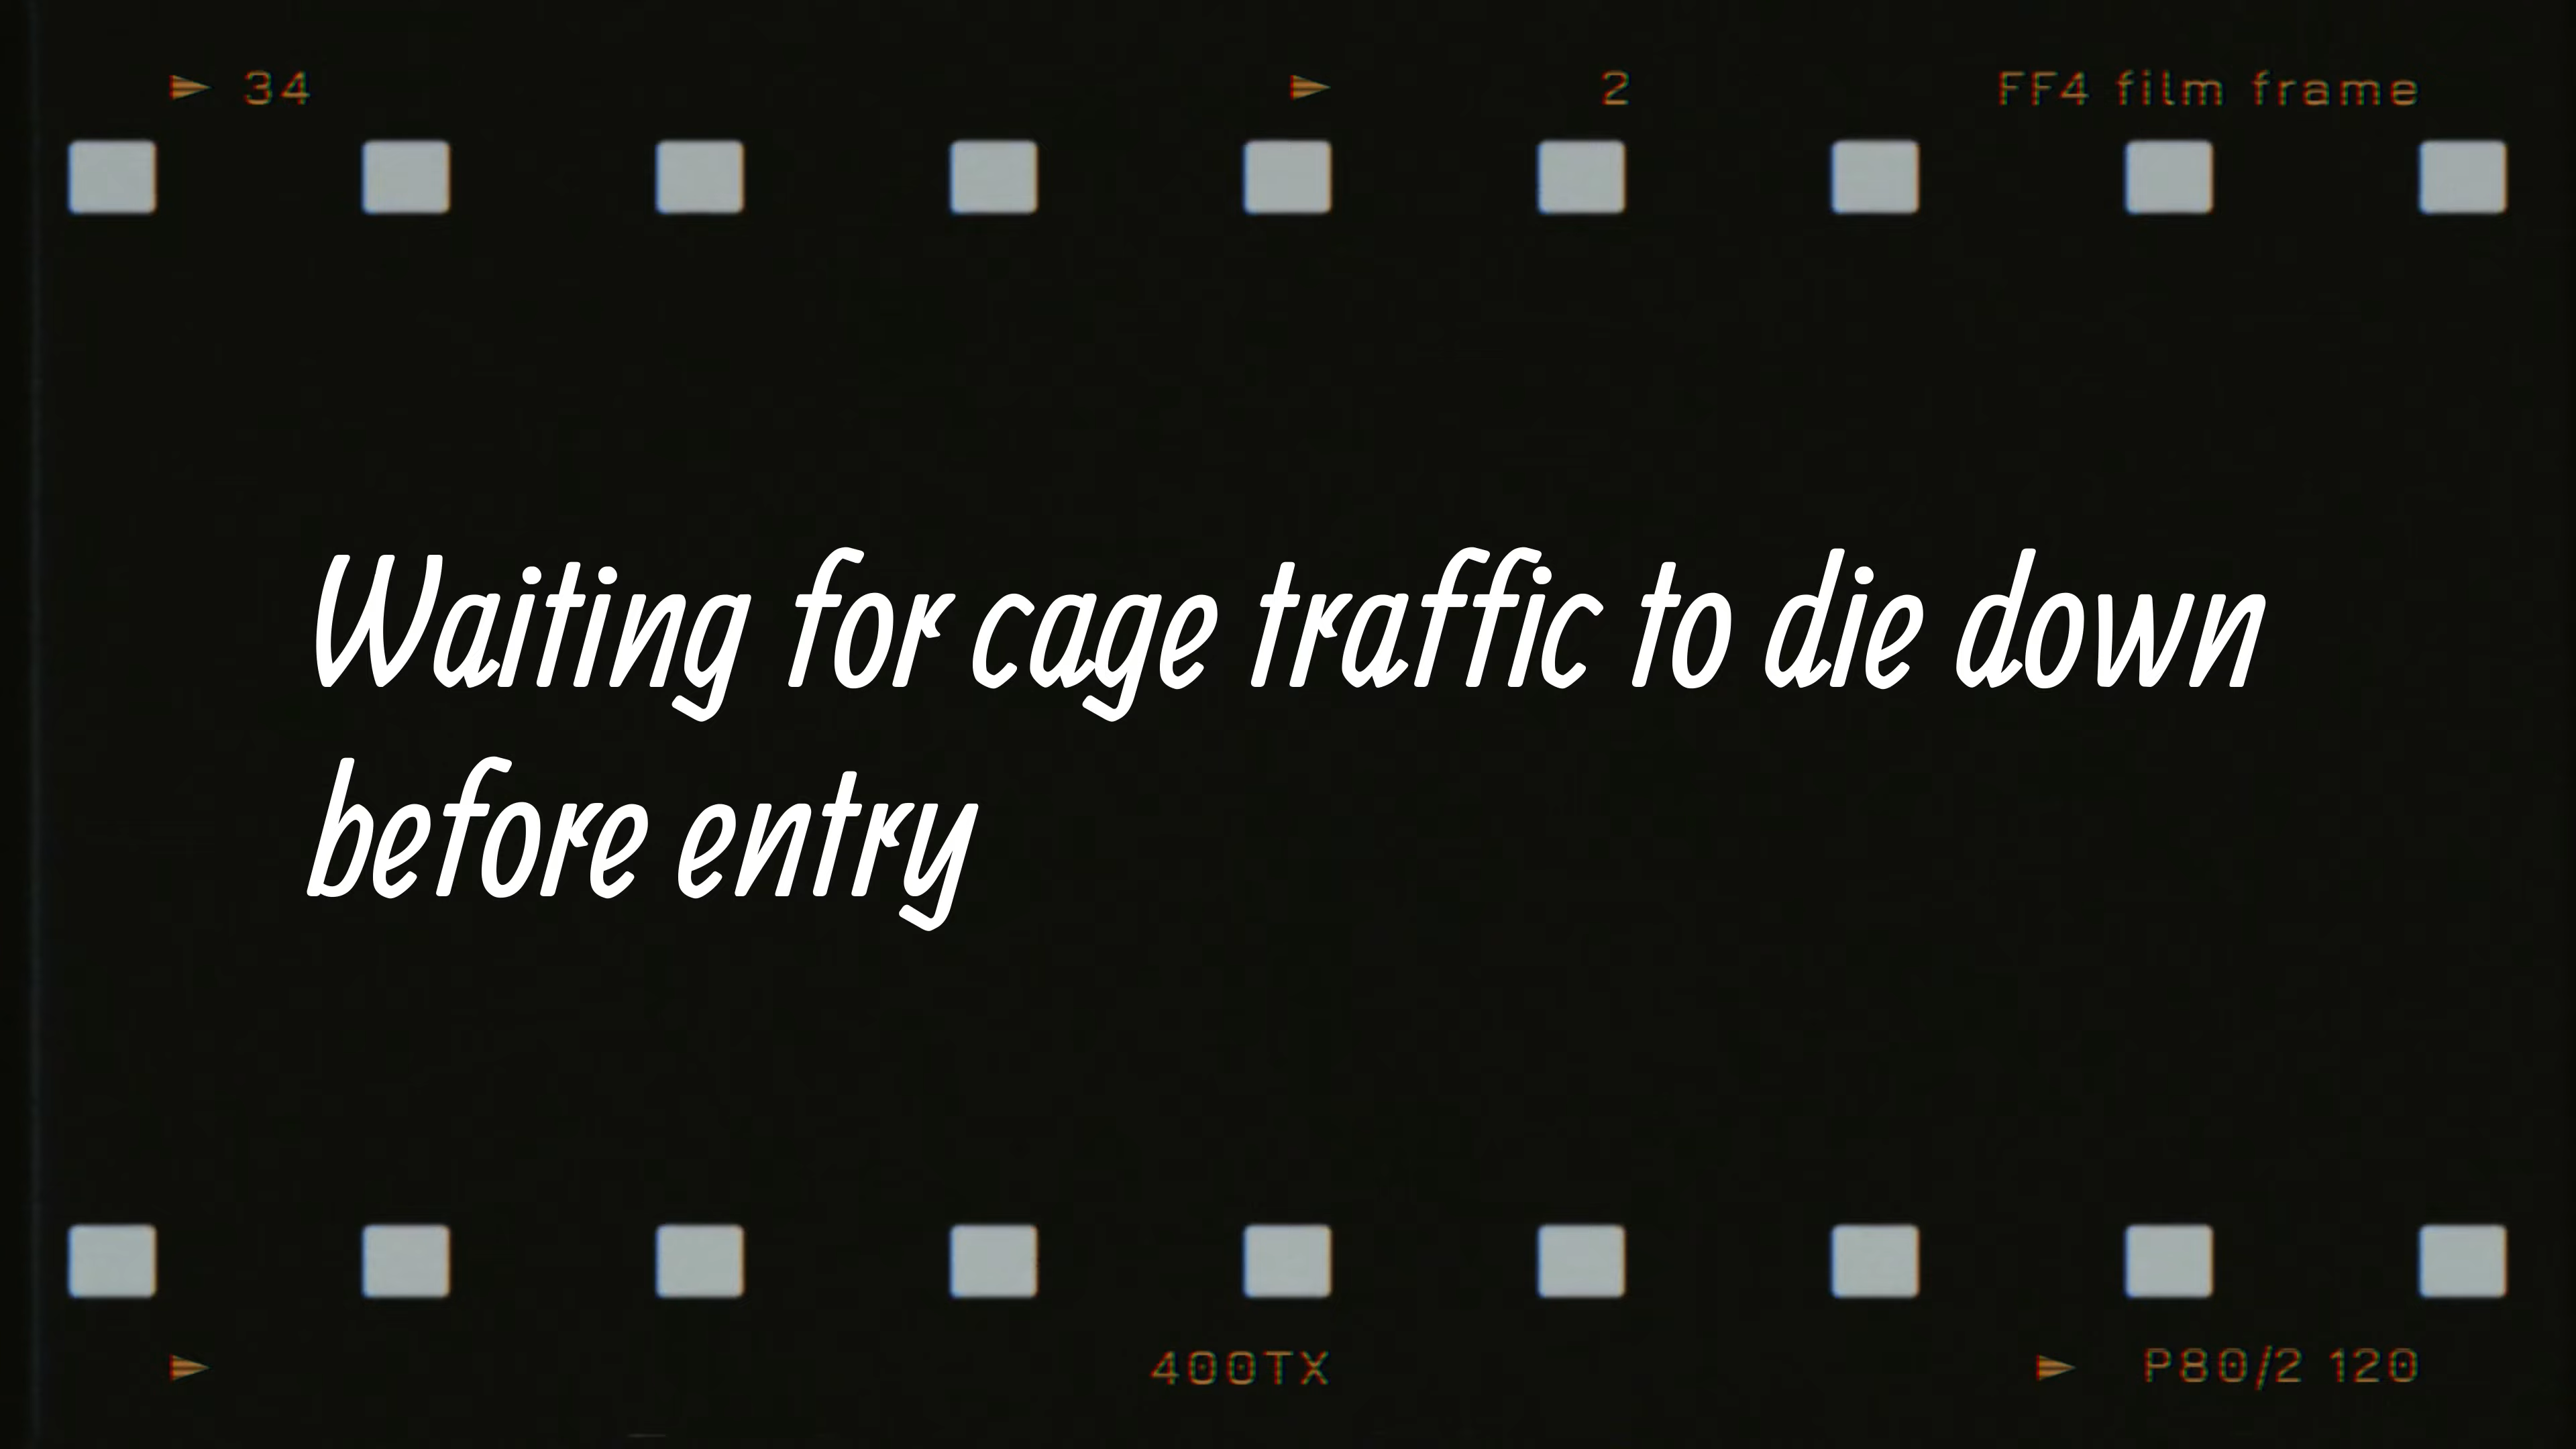 34 2 FF4 film frame
Waiting for cage traffic to die down
before entry
400TX P80/2 120